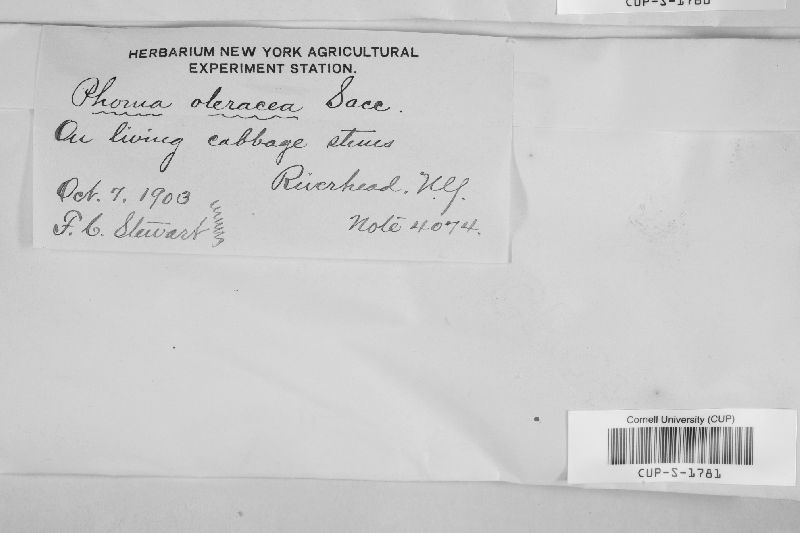 CUP-S-1780
HERBARIUM NEW YORK AGRICULTURAL
EXPERIMENT STATION.
Phoma oleracea Sacc.
On living cabbage stems
Riverhead, N.Y.
Oct. 7, 1903
F. C. Stewart
Note 4074.
Cornell University (CUP)
CUP-S-1781